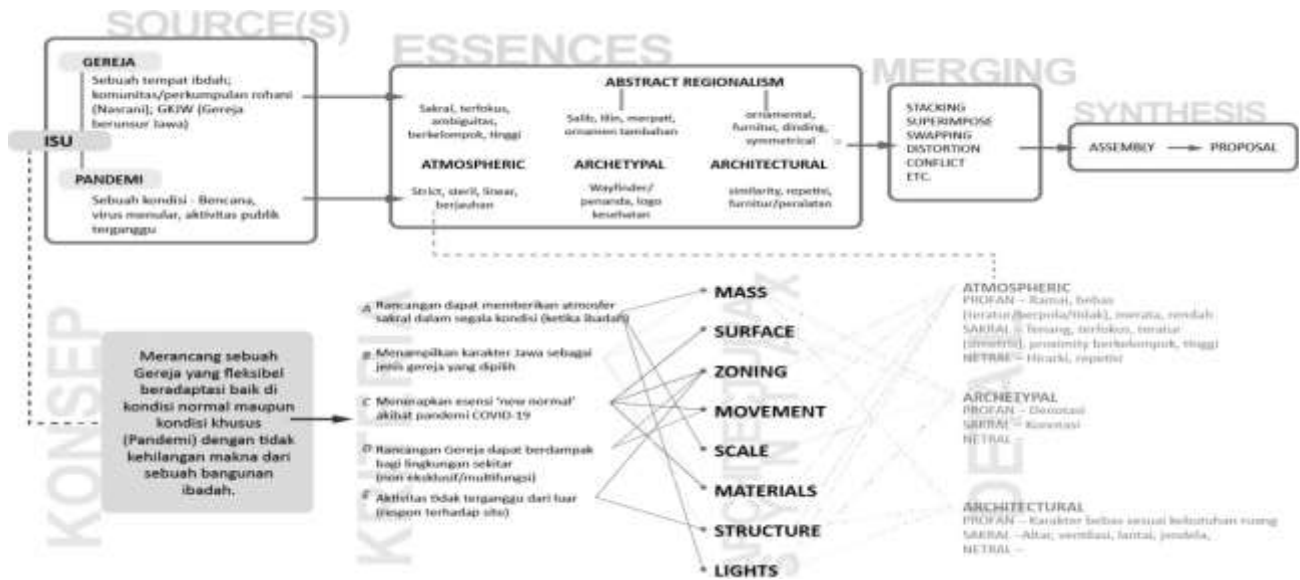 SOURCE(S)
GEREJA
Sebuah tempat ibdah;
komunitas/perkumpulan rohani
(Nasrani); GKJW (Gereja
berunsur Jawa)
ISU
PANDEMI
Sebuah kondisi - Bencana,
virus menular, aktivitas publik
terganggu
ESSENCES
ABSTRACT REGIONALISM
Sakral, terfokus,
ambiguitas,
berkelompok, tinggi
Salib, lilin, merpati,
ornamen tambahan
ornamental,
furnitur, dinding,
symmetrical
ATMOSPHERIC
ARCHETYPAL
ARCHITECTURAL
Strict, steril, linear,
berjauhan
Wayfinder/
penanda, logo
kesehatan
similarity, repetisi,
furnitur/peralatan
MERGING
STACKING
SUPERIMPOSE
SWAPPING
DISTORTION
CONFLICT
ETC.
SYNTHESIS
ASSEMBLY
PROPOSAL
KONSEP
Merancang sebuah
Gereja yang fleksibel
beradaptasi baik di
kondisi normal maupun
kondisi khusus
(Pandemi) dengan tidak
kehilangan makna dari
sebuah bangunan
ibadah.
KRITERIA
A Rancangan dapat memberikan atmosfer
sakral dalam segala kondisi (ketika ibadah)
B Menampilkan karakter Jawa sebagai
jenis gereja yang dipilih
C Menerapkan esensi 'new normal'
akibat pandemi COVID-19
D Rancangan Gereja dapat berdampak
bagi lingkungan sekitar
(non eksklusif/multifungsi)
E Aktivitas tidak terganggu dari luar
(respon terhadap site)
MASS
SURFACE
ZONING
MOVEMENT
SCALE
MATERIALS
STRUCTURE
LIGHTS
ATMOSPHERIC
PROFAN – Ramai, bebas
(teratur/berpola/tidak), merata, rendah
SAKRAL – Tenang, terfokus, teratur
(simetris), proximity berkelompok, tinggi
NETRAL – Hirarki, repetisi
ARCHETYPAL
PROFAN – Denotasi
SAKRAL – Konotasi
NETRAL –
ARCHITECTURAL
PROFAN – Karakter bebas sesuai kebutuhan ruang
SAKRAL –Altar, ventilasi, lantai, jendela,
NETRAL –